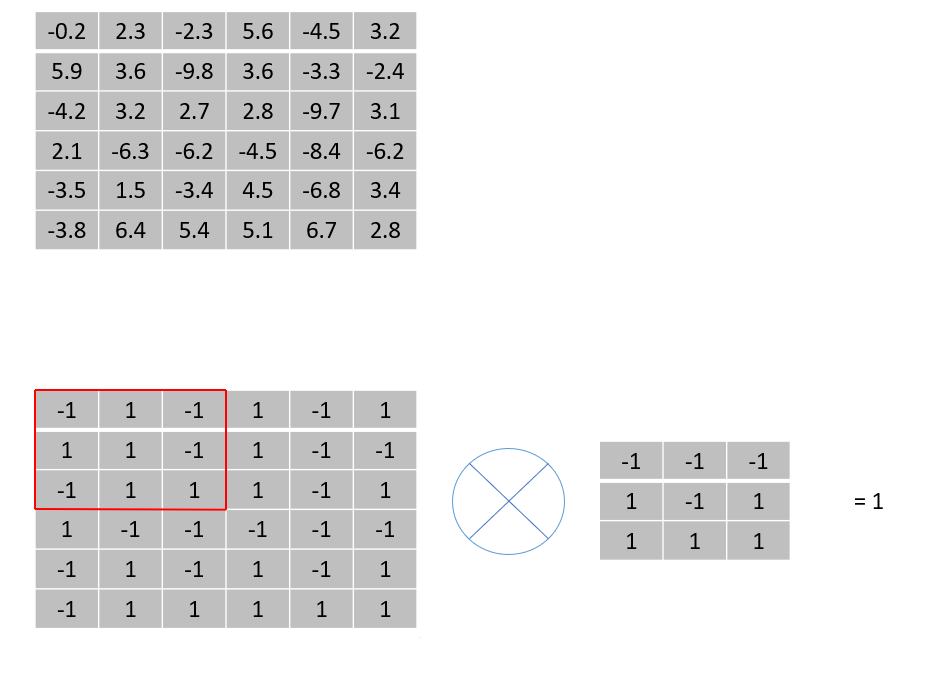 -0.2 2.3 -2.3 5.6 -4.5 3.2
5.9 3.6 -9.8 3.6 -3.3 -2.4
-4.2 3.2 2.7 2.8 -9.7 3.1
2.1 -6.3 -6.2 -4.5 -8.4 -6.2
-3.5 1.5 -3.4 4.5 -6.8 3.4
-3.8 6.4 5.4 5.1 6.7 2.8
-1 1 -1 1 -1 1
1 1 -1 1 -1 -1
-1 1 1 1 -1 1
1 -1 -1 -1 -1 -1
-1 1 -1 1 -1 1
-1 1 1 1 1 1
-1 -1 -1
1 -1 1
1 1 1
= 1